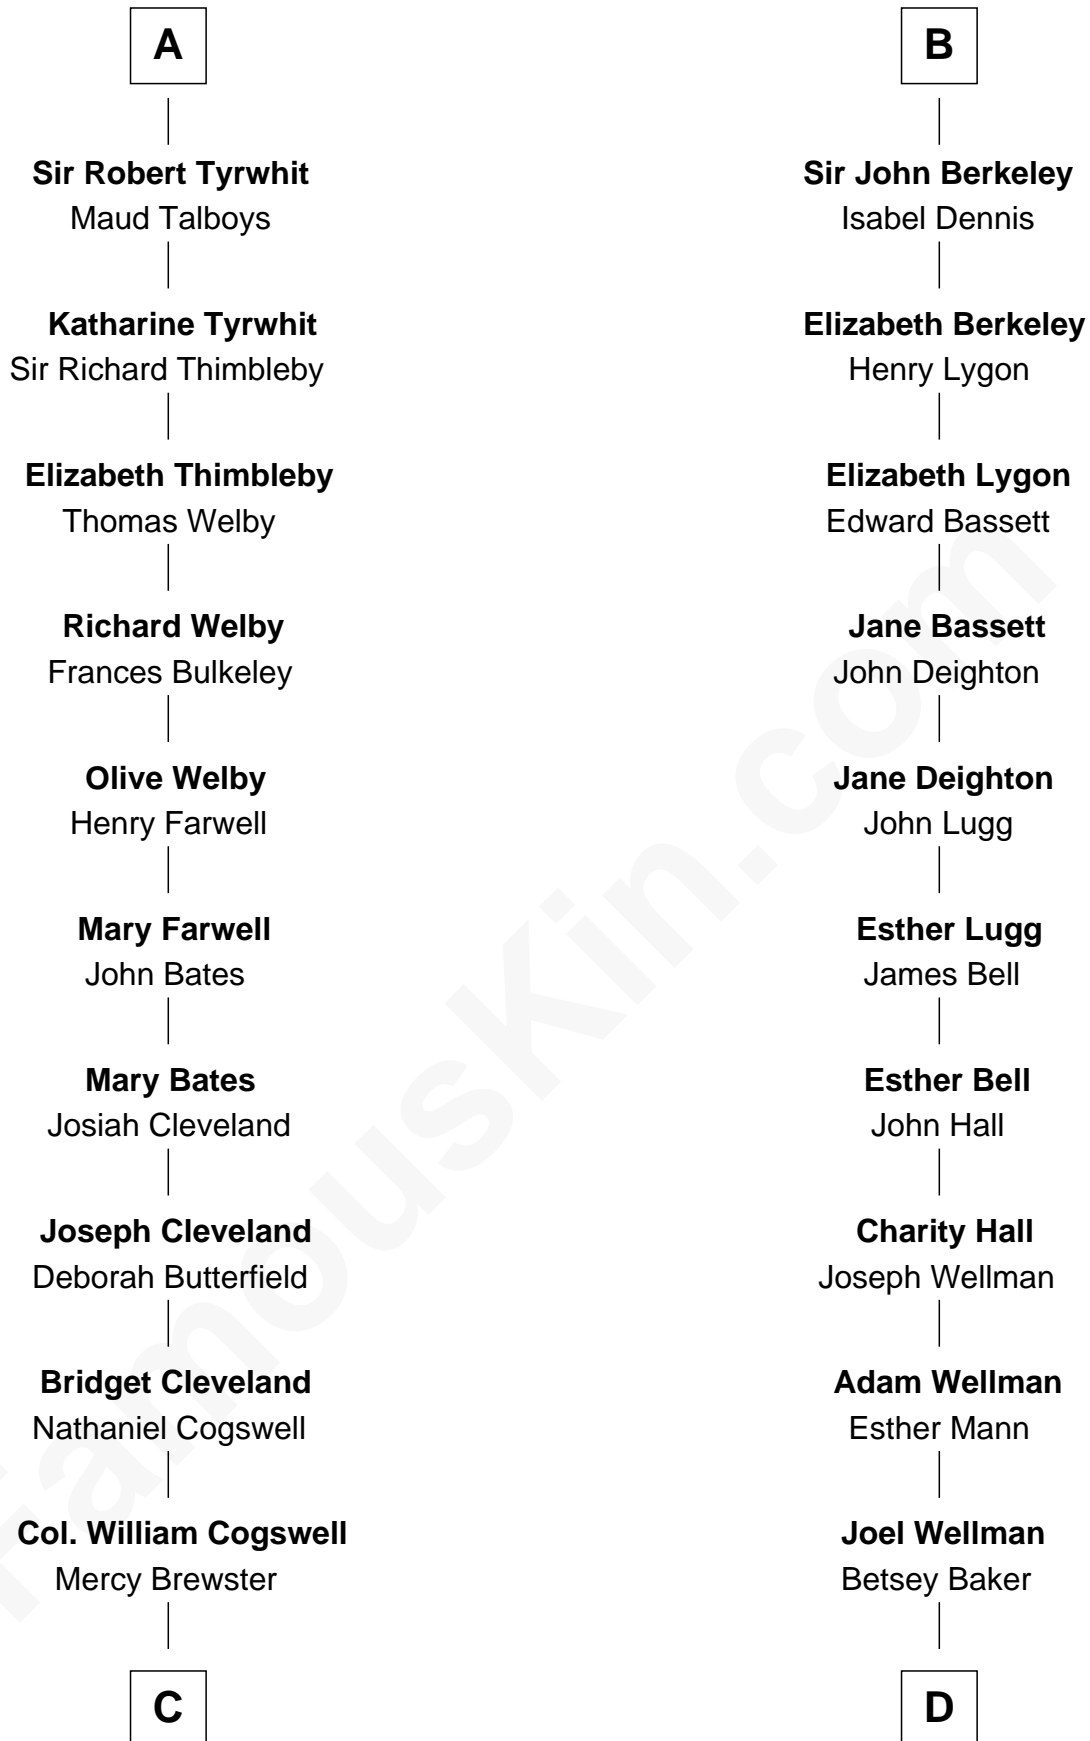 A
Sir Robert Tyrwhit
Maud Talboys
Katharine Tyrwhit
Sir Richard Thimbleby
Elizabeth Thimbleby
Thomas Welby
Richard Welby
Frances Bulkeley
Olive Welby
Henry Farwell
Mary Farwell
John Bates
Mary Bates
Josiah Cleveland
Joseph Cleveland
Deborah Butterfield
Bridget Cleveland
Nathaniel Cogswell
Col. William Cogswell
Mercy Brewster
C
B
Sir John Berkeley
Isabel Dennis
Elizabeth Berkeley
Henry Lygon
Elizabeth Lygon
Edward Bassett
Jane Bassett
John Deighton
Jane Deighton
John Lugg
Esther Lugg
James Bell
Esther Bell
John Hall
Charity Hall
Joseph Wellman
Adam Wellman
Esther Mann
Joel Wellman
Betsey Baker
D
FamousKin.com